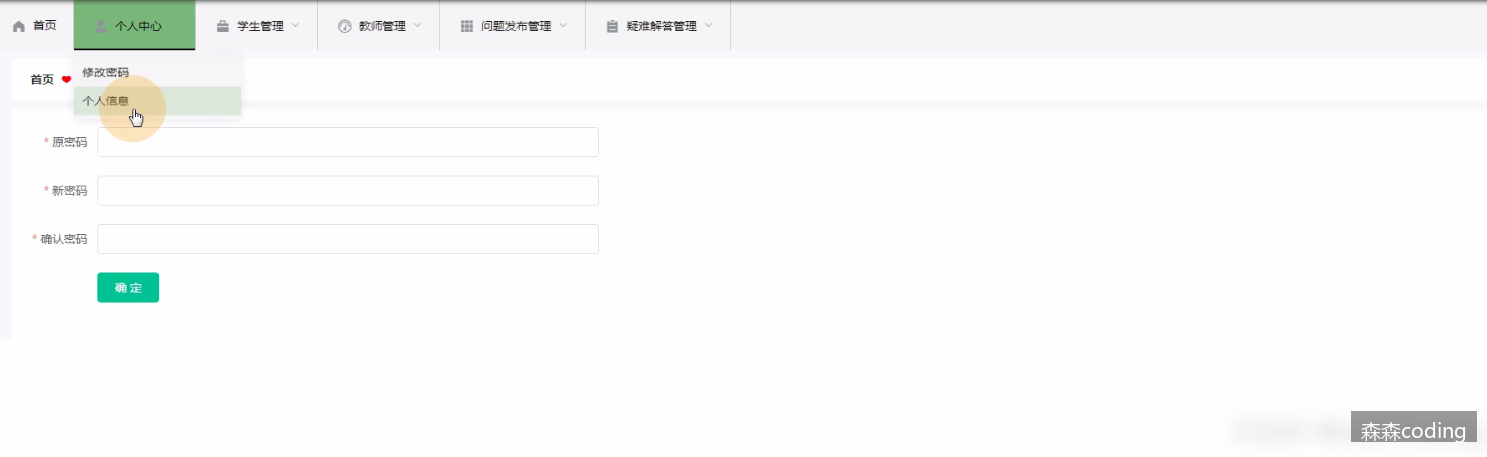 首页 个人中心 学生管理 教师管理 问题发布管理 疑难解答管理
修改密码
首页
个人信息
* 原密码
* 新密码
* 确认密码
确定
森森coding